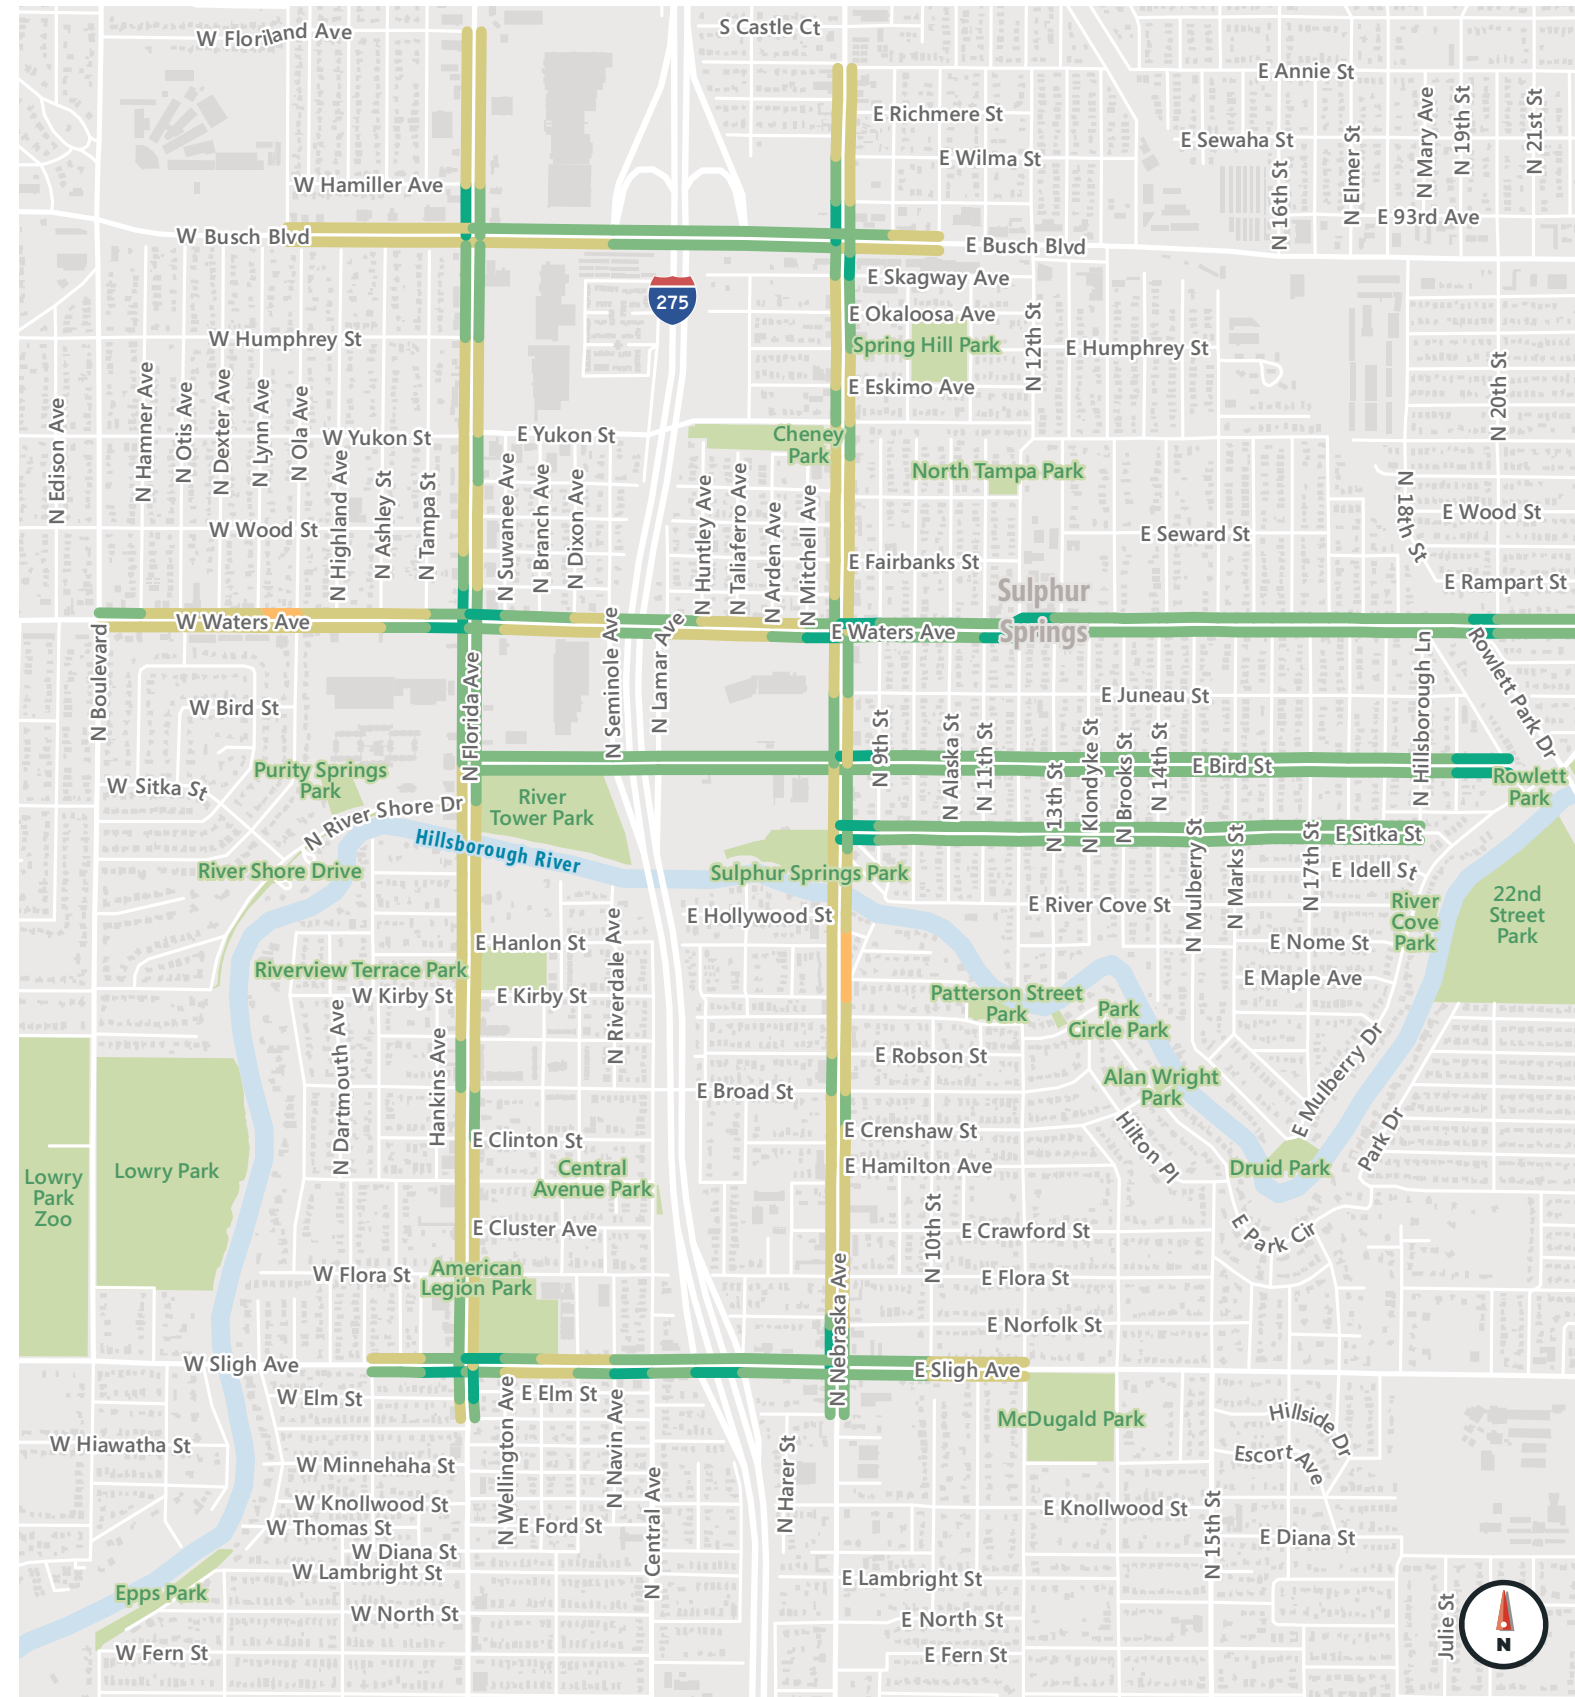 S Castle Ct
W Floriland Ave
E Annie St
E Richmere St
N Mary Ave
N 19th St
N 21st St
E Sewaha St
N Elmer St
E Wilma St
N 16th St
W Hamiller Ave
E 93rd Ave
W Busch Blvd
E Busch Blvd
E Skagway Ave
275
E Okaloosa Ave
N 12th St
W Humphrey St
Spring Hill Park
E Humphrey St
N 20th St
E Eskimo Ave
N Edison Ave
N Hamner Ave
N Otis Ave
N Dexter Ave
N Lynn Ave
N Ola Ave
W Yukon St
E Yukon St
Cheney
Park
North Tampa Park
N Highland Ave
N Ashley St
N Tampa St
N Suwanee Ave
N Branch Ave
N Dixon Ave
N Huntley Ave
N Taliaferro Ave
N Arden Ave
N Mitchell Ave
N 18th St
E Wood St
W Wood St
E Seward St
E Fairbanks St
E Rampart St
Sulphur
Springs
W Waters Ave
E Waters Ave
N Boulevard
N Florida Ave
N Seminole Ave
N Lamar Ave
N Hillsborough Ln
Rowlett Park Dr
E Juneau St
W Bird St
N 9th St
N Alaska St
N 11th St
N 13th St
N Klondyke St
N Brooks St
N 14th St
E Bird St
Purity Springs
Park
W Sitka St
Rowlett
Park
River
Tower Park
N River Shore Dr
Hillsborough River
N Mulberry St
N Marks St
N 17th St
E Sitka St
River Shore Drive
Sulphur Springs Park
E Idell St
E River Cove St
River
Cove
Park
22nd
Street
Park
E Hollywood St
N Riverdale Ave
E Hanlon St
E Nome St
Riverview Terrace Park
E Maple Ave
W Kirby St
E Kirby St
Patterson Street
Park
Park
Circle Park
N Dartmouth Ave
Hankins Ave
E Robson St
E Mulberry Dr
Alan Wright
Park
E Broad St
Park Dr
Hilton Pl
E Crenshaw St
E Clinton St
Lowry
Park
Zoo
Lowry Park
Central
Avenue Park
E Hamilton Ave
Druid Park
N 10th St
E Cluster Ave
E Crawford St
E Park Cir
W Flora St
American
Legion Park
E Flora St
N Nebraska Ave
E Norfolk St
W Sligh Ave
E Sligh Ave
W Elm St
E Elm St
N Wellington Ave
N Navin Ave
McDugald Park
Hillside Dr
W Hiawatha St
Escort Ave
W Minnehaha St
N Harer St
N Central Ave
W Knollwood St
E Knollwood St
N 15th St
W Thomas St
E Ford St
E Diana St
W Diana St
W Lambright St
E Lambright St
Epps Park
W North St
E North St
Julie St
W Fern St
E Fern St
N